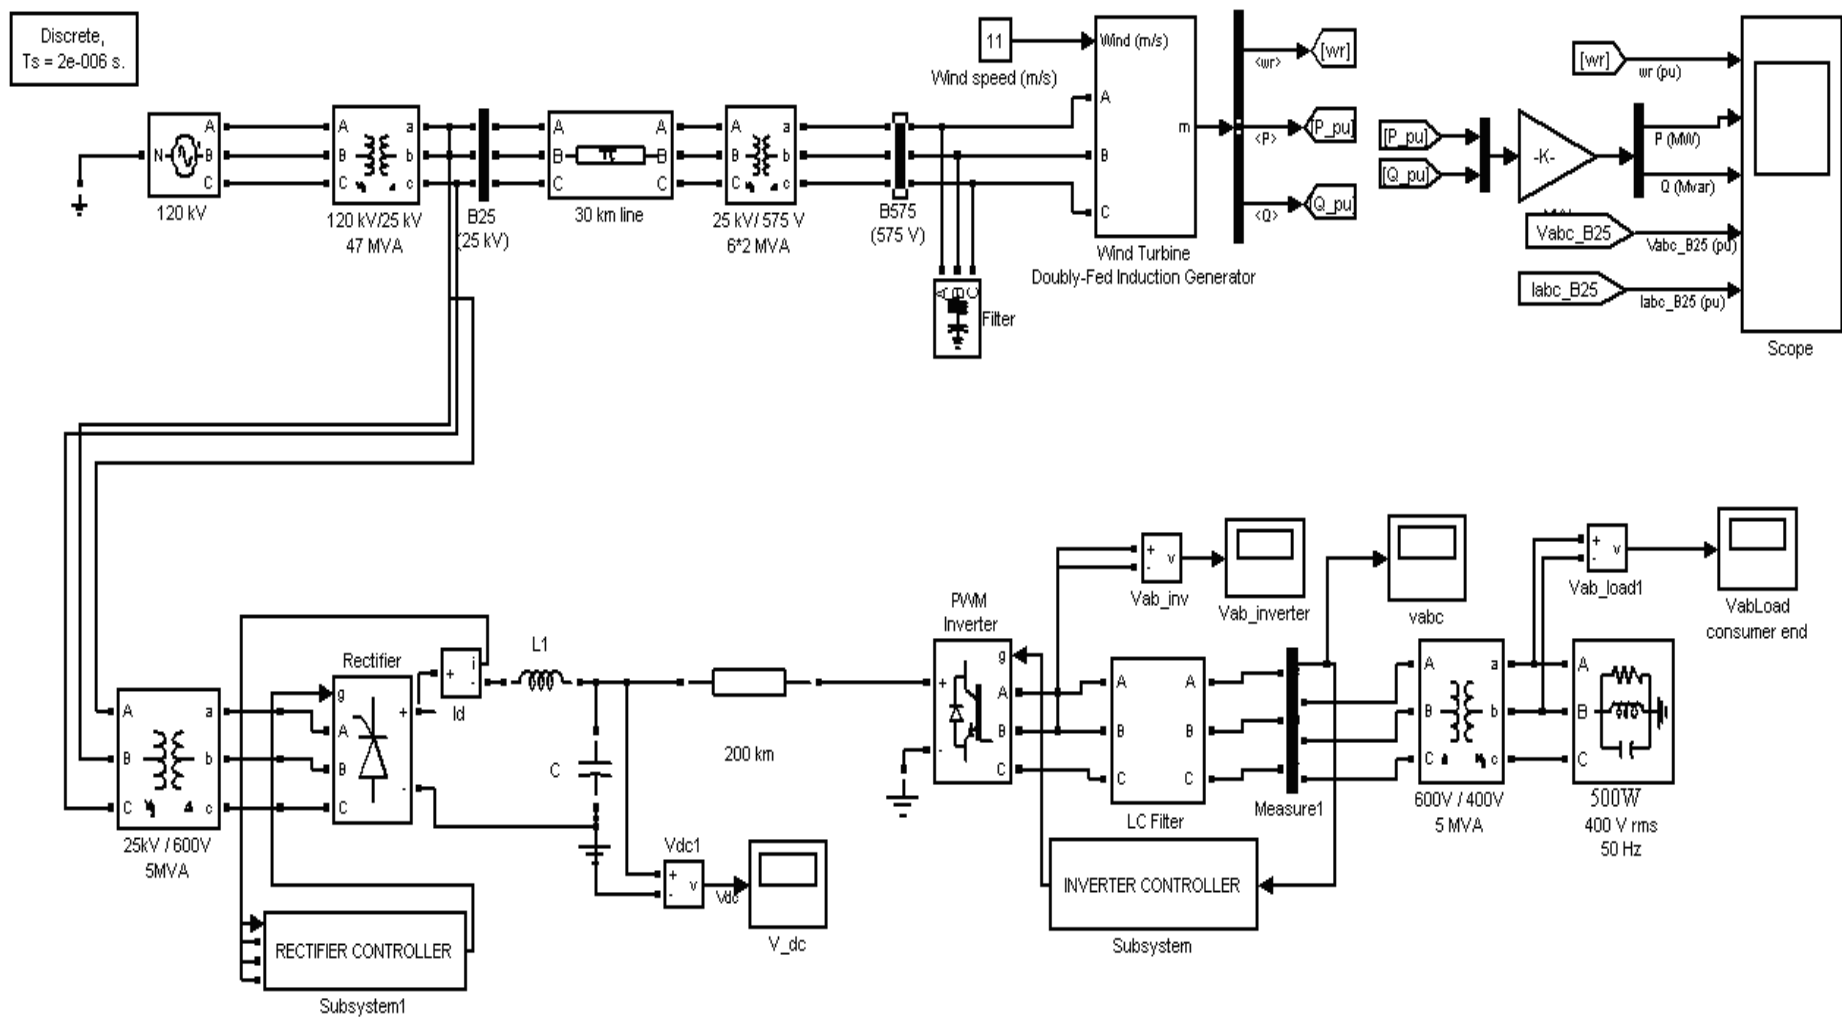 Discrete,
Ts = 2e-006 s.
11
Wind speed (m/s)
Wind (m/s)
A
B
C
m
Wind Turbine
Doubly-Fed Induction Generator
<wr>
<P>
<Q>
[wr]
[P_pu]
Q_pu]
[wr]
wr (pu)
[P_pu]
[Q_pu]
-K-
P (MW)
Q (Mvar)
Vabc_B25
Vabc_B25 (pu)
Iabc_B25
Iabc_B25 (pu)
Scope
N
A
B
C
120 kV
A
B
C
a
b
c
120 kV/25 kV
47 MVA
B25
(25 kV)
A
B
C
A
B
C
30 km line
A
B
C
a
b
c
25 kV/ 575 V
6*2 MVA
B575
(575 V)
A
B
C
Filter
A
B
C
a
b
c
25kV / 600V
5MVA
Rectifier
g
A
B
C
+
-
+
-
i
Id
L1
C
200 km
Vdc1
+
-
v
Vdc
V_dc
RECTIFIER CONTROLLER
Subsystem1
PWM
Inverter
+
-
g
A
B
C
+
-
v
Vab_inv
Vab_inverter
A
B
C
A
B
C
LC Filter
Measure1
vabc
INVERTER CONTROLLER
Subsystem
A
B
C
a
b
c
600V / 400V
5 MVA
+
-
v
Vab_load1
VabLoad
consumer end
A
B
C
500W
400 V rms
50 Hz